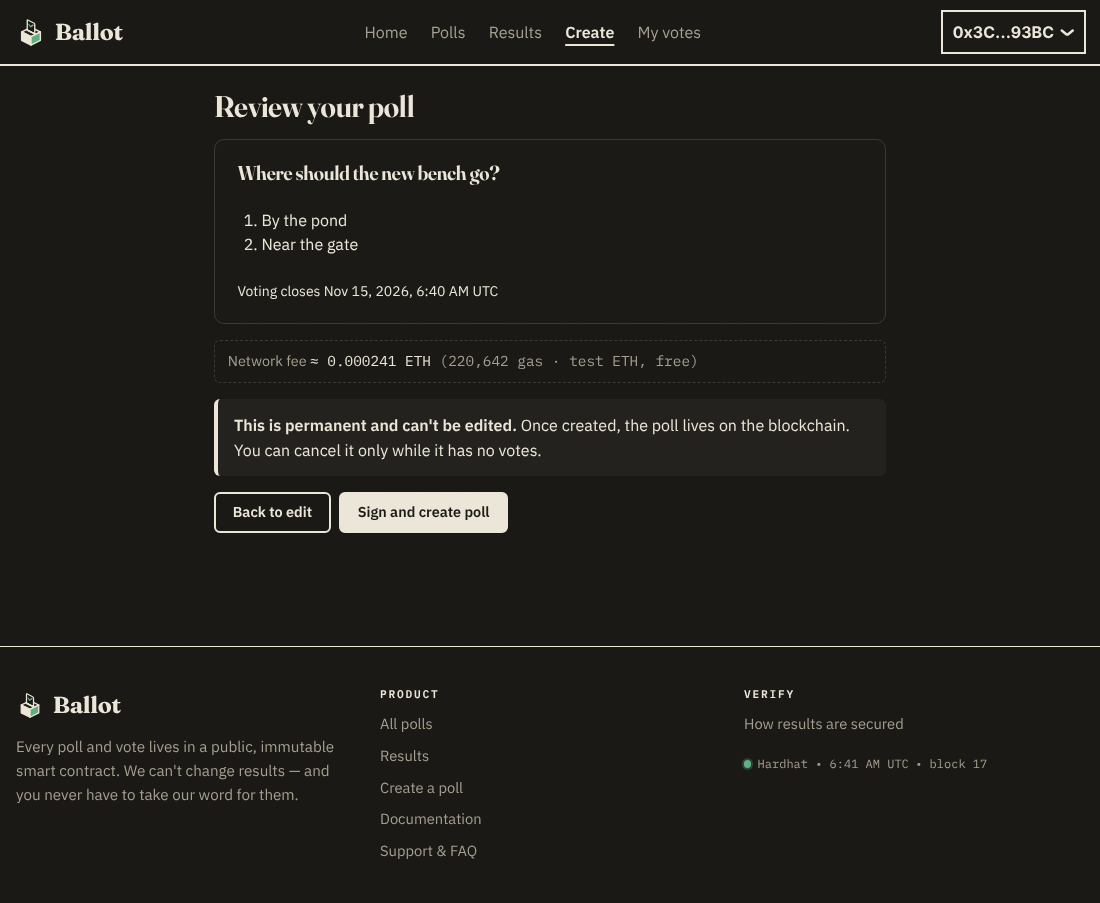 Ballot
Home Polls Results Create My votes
0x3C...93BC
Review your poll
Where should the new bench go?
1. By the pond
2. Near the gate
Voting closes Nov 15, 2026, 6:40 AM UTC
Network fee ≈ 0.000241 ETH (220,642 gas · test ETH, free)
This is permanent and can't be edited. Once created, the poll lives on the blockchain.
You can cancel it only while it has no votes.
Back to edit Sign and create poll
Ballot
Every poll and vote lives in a public, immutable
smart contract. We can't change results — and
you never have to take our word for them.
PRODUCT
All polls
Results
Create a poll
Documentation
Support & FAQ
VERIFY
How results are secured
Hardhat • 6:41 AM UTC • block 17